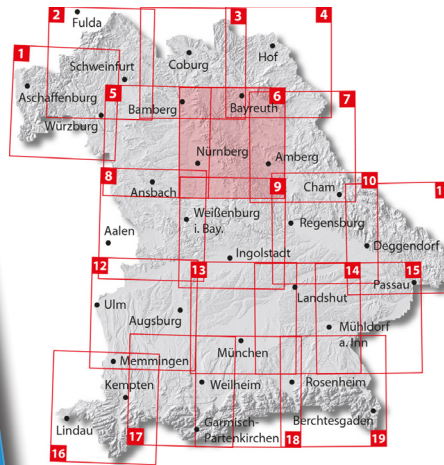 2
3
4
Fulda
1
Coburg
Hof
Schweinfurt
Aschaffenburg
5
6
7
Bamberg
Bayreuth
Würzburg
Nürnberg
Amberg
8
9
10
Ansbach
Cham
1
Weißenburg
i. Bay.
Regensburg
Aalen
Deggendorf
Ingolstadt
12
13
14
15
Passau
Ulm
Landshut
Augsburg
Mühldorf
a. Inn
München
Memmingen
Kempten
Weilheim
Rosenheim
Lindau
Garmisch-
Partenkirchen
Berchtesgaden
16
17
18
19